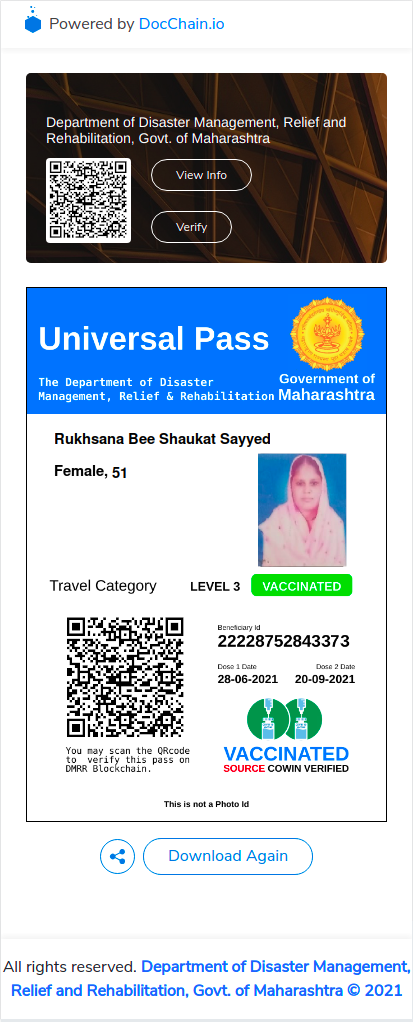 Powered by DocChain.io
Department of Disaster Management, Relief and
Rehabilitation, Govt. of Maharashtra
View Info
Verify
Universal Pass
The Department of Disaster
Management, Relief & Rehabilitation
Government of
Maharashtra
Rukhsana Bee Shaukat Sayyed
Female, 51
Travel Category
LEVEL 3
VACCINATED
Beneficiary Id
22228752843373
Dose 1 Date Dose 2 Date
28-06-2021 20-09-2021
VACCINATED
SOURCE COWIN VERIFIED
You may scan the QRcode
to verify this pass on
DMRR Blockchain.
This is not a Photo Id
Download Again
All rights reserved. Department of Disaster Management,
Relief and Rehabilitation, Govt. of Maharashtra © 2021